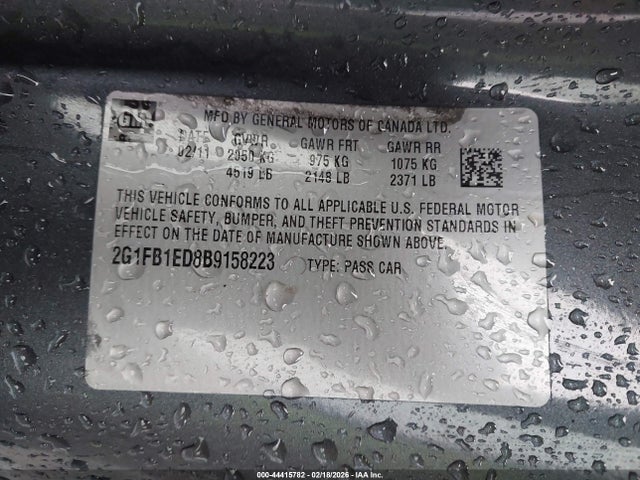 GM
MFD BY GENERAL MOTORS OF CANADA LTD.
DATE GVWR GAWR FRT GAWR RR
02/11 2050 KG 975 KG 1075 KG
4519 LB 2148 LB 2371 LB
THIS VEHICLE CONFORMS TO ALL APPLICABLE U.S. FEDERAL MOTOR
VEHICLE SAFETY, BUMPER, AND THEFT PREVENTION STANDARDS IN
EFFECT ON THE DATE OF MANUFACTURE SHOWN ABOVE.
2G1FB1ED8B9158223 TYPE: PASS CAR
000-44415782 - 02/18/2026 - IAA Inc.